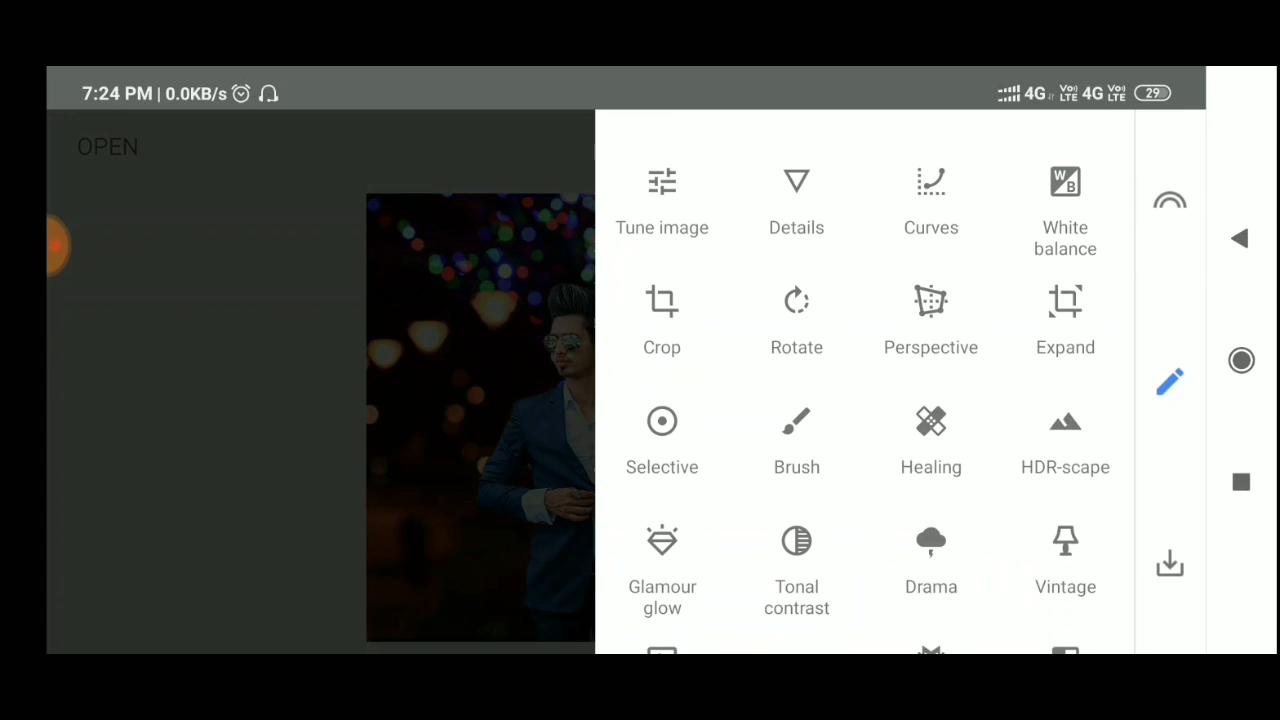 7:24 PM | 0.0KB/s 4G Vo) LTE 4G Vo) LTE 29
OPEN
Tune image Details Curves White balance
Crop Rotate Perspective Expand
Selective Brush Healing HDR-scape
Glamour glow Tonal contrast Drama Vintage